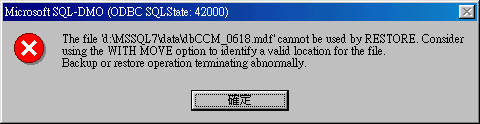 Microsoft SQL-DMO (ODBC SQLState: 42000)
The file 'd:\MSSQL7\data\dbCCM_0618.mdf' cannot be used by RESTORE. Consider
using the WITH MOVE option to identify a valid location for the file.
Backup or restore operation terminating abnormally.
確定